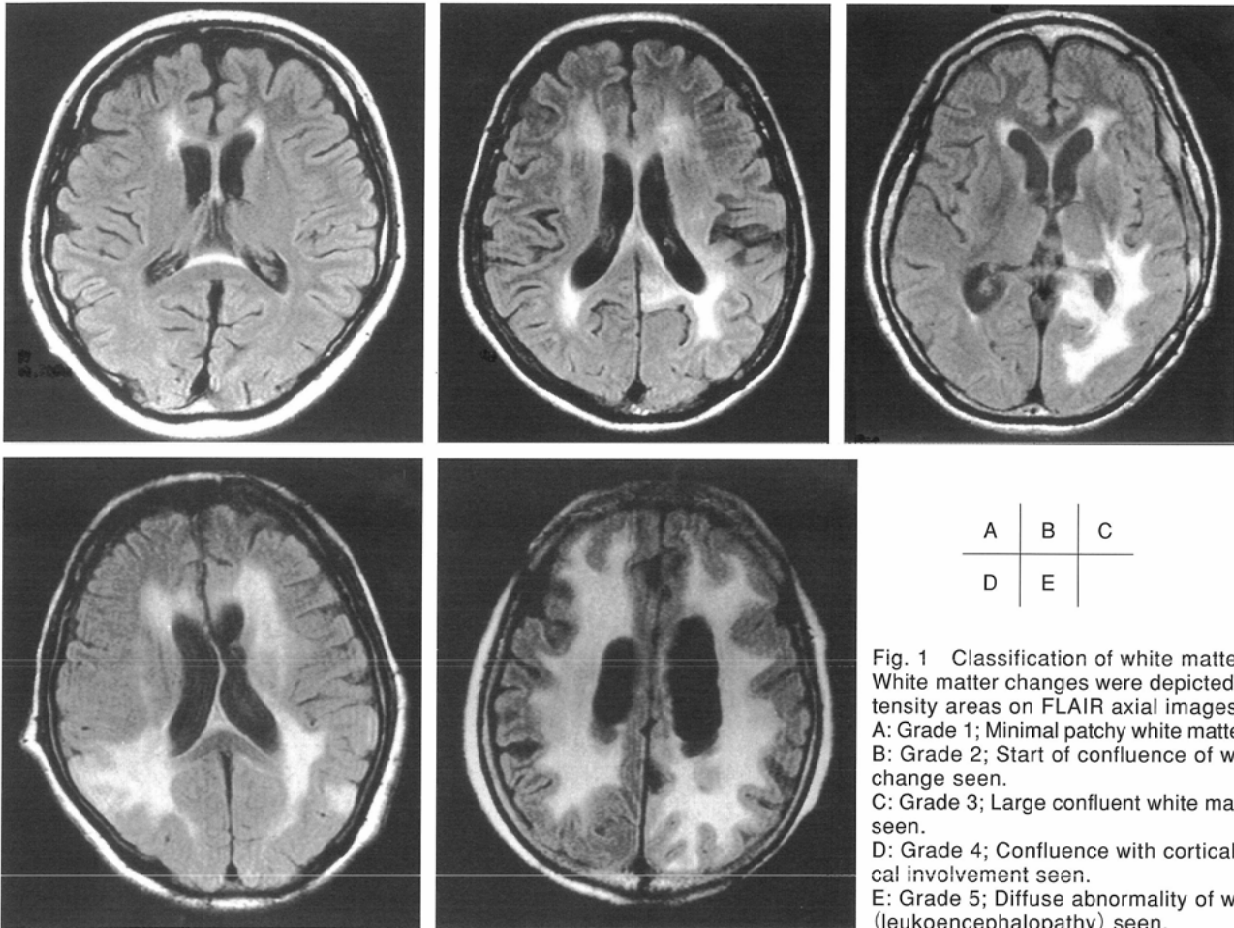 A B C
D E
Fig. 1 Classification of white matte
White matter changes were depicted
tensity areas on FLAIR axial images
A: Grade 1; Minimal patchy white matte
B: Grade 2; Start of confluence of w
change seen.
C: Grade 3; Large confluent white ma
seen.
D: Grade 4; Confluence with cortical
cal involvement seen.
E: Grade 5; Diffuse abnormality of w
(leukoencephalopathy) seen.